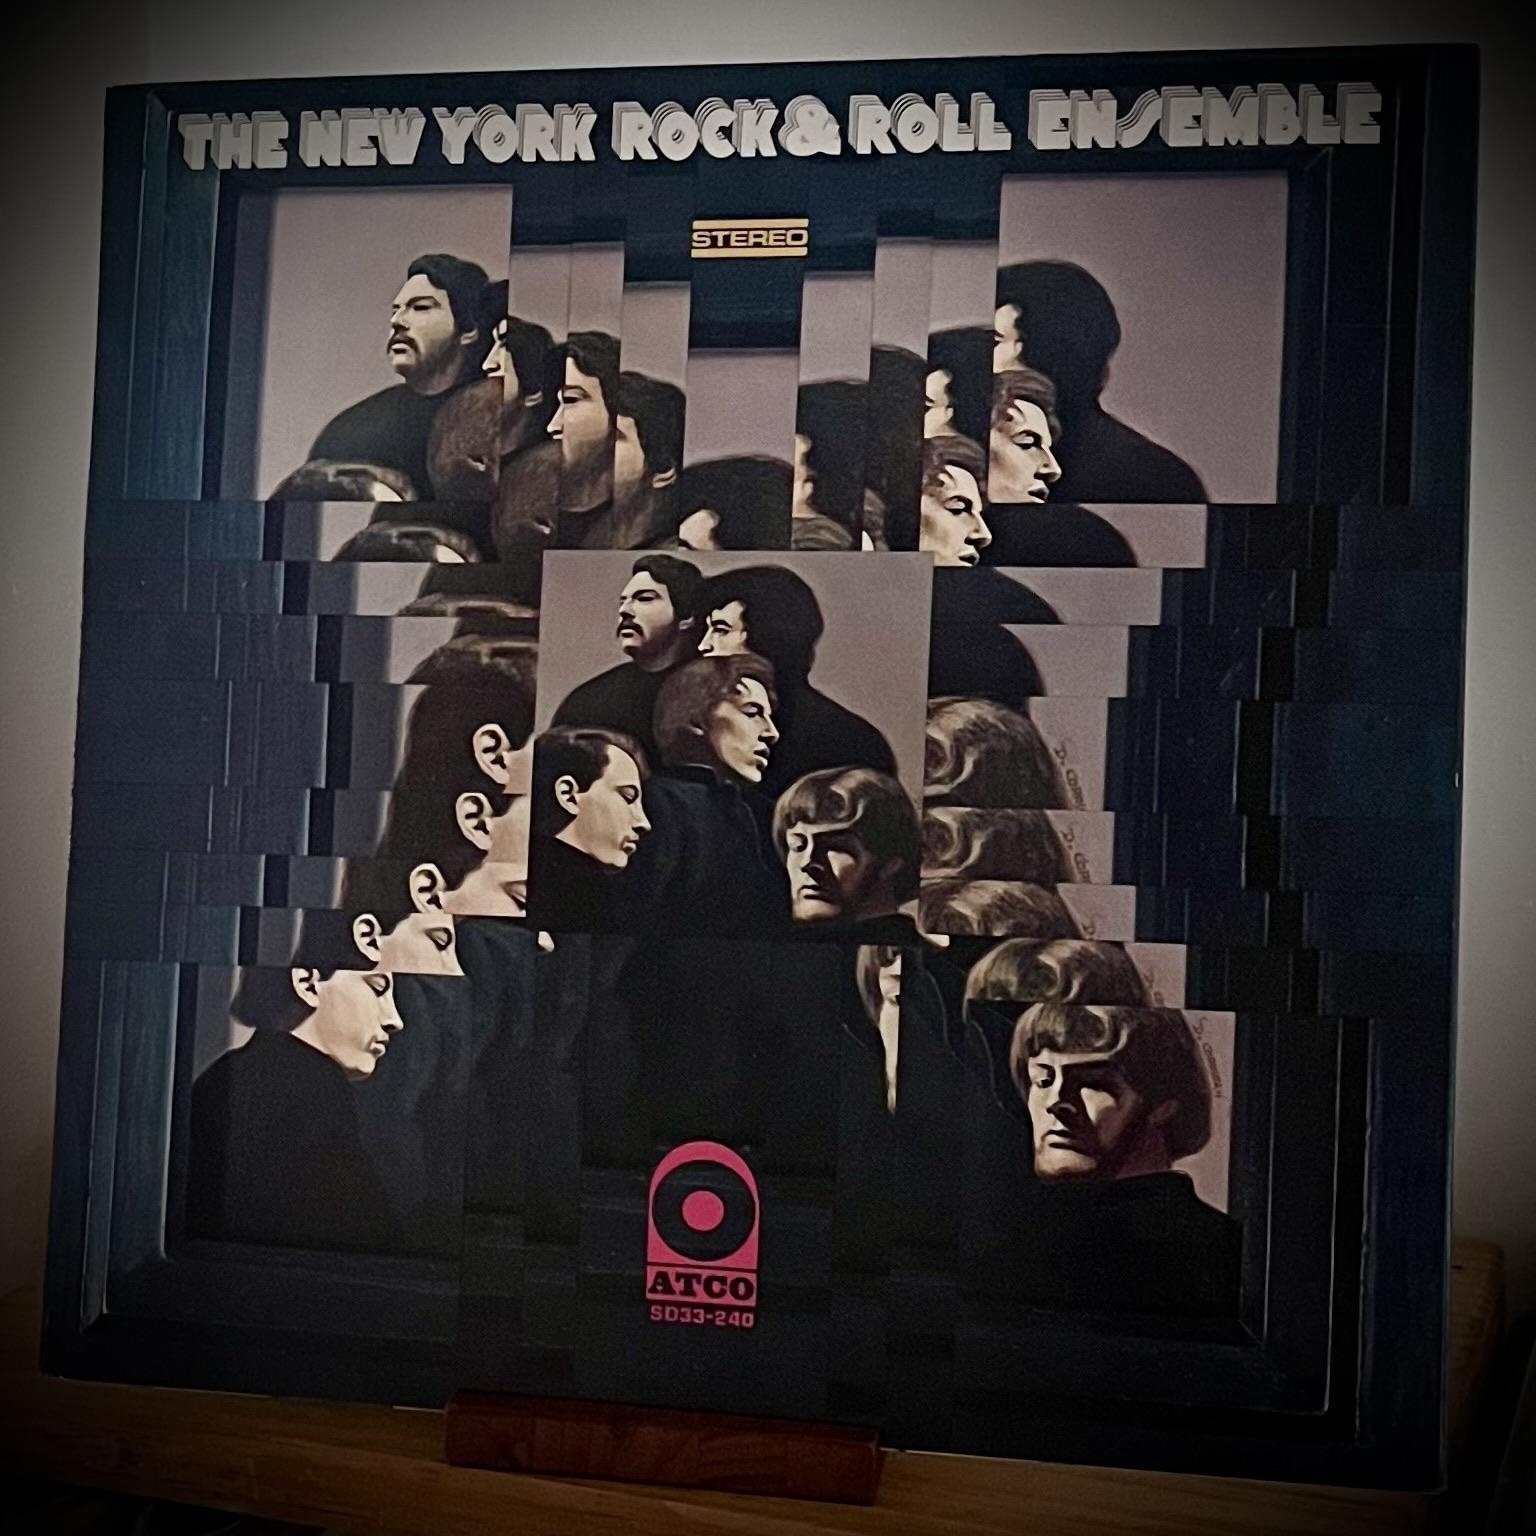 THE NEW YORK ROCK & ROLL ENSEMBLE
STEREO
ATCO
SD33-240